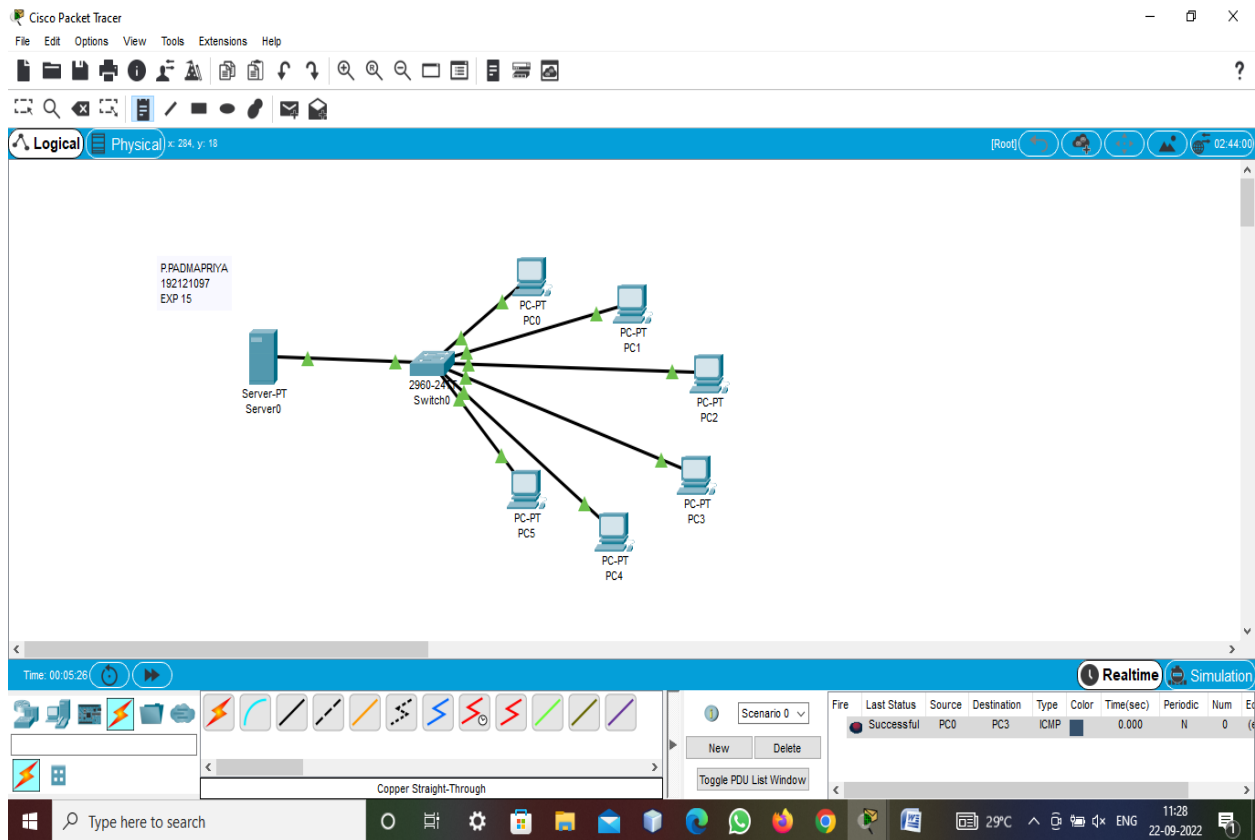 Cisco Packet Tracer
File Edit Options View Tools Extensions Help
?
Logical Physical x: 284, y: 18 [Root] 02:44:00
P.PADMAPRIYA
192121097
EXP 15
PC-PT
PC0
PC-PT
PC1
Server-PT
Server0
2960-24TT
Switch0
PC-PT
PC2
PC-PT
PC3
PC-PT
PC5
PC-PT
PC4
Time: 00:05:26 Realtime Simulation
Scenario 0
New Delete
Toggle PDU List Window
Fire Last Status Source Destination Type Color Time(sec) Periodic Num Ec
Successful PC0 PC3 ICMP 0.000 N 0 (e
Copper Straight-Through
Type here to search
29°C ENG
11:28
22-09-2022
1